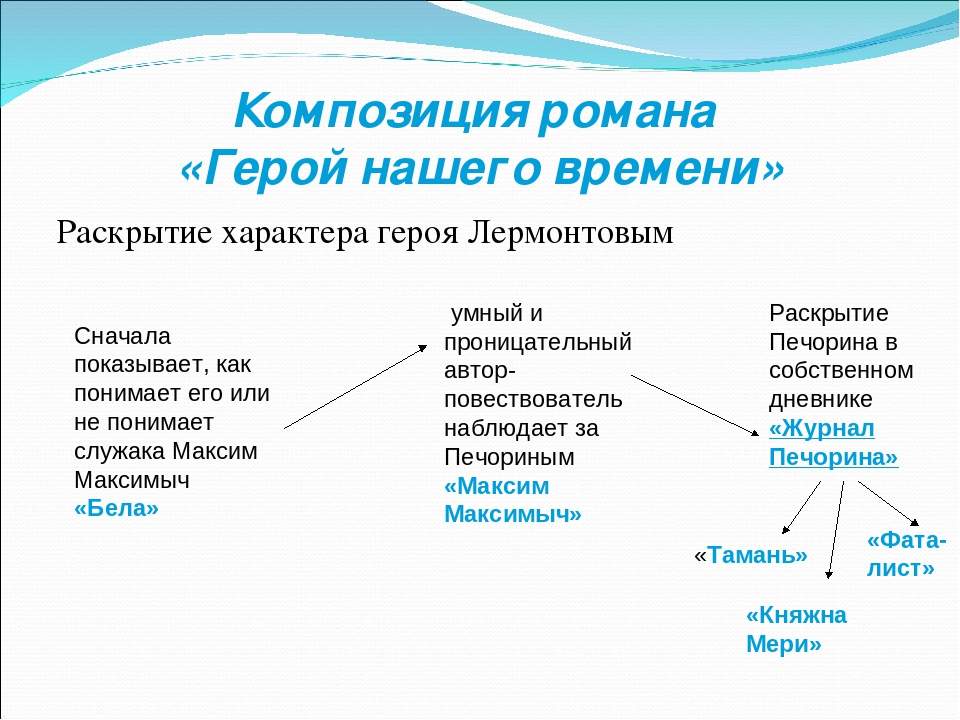 Композиция романа
«Герой нашего времени»
Раскрытие характера героя Лермонтовым
Сначала
показывает, как
понимает его или
не понимает
служака Максим
Максимыч
«Бела»
умный и
проницательный
автор-
повествователь
наблюдает за
Печориным
«Максим
Максимыч»
Раскрытие
Печорина в
собственном
дневнике
«Журнал
Печорина»
«Тамань»
«Княжна
Мери»
«Фата-
лист»